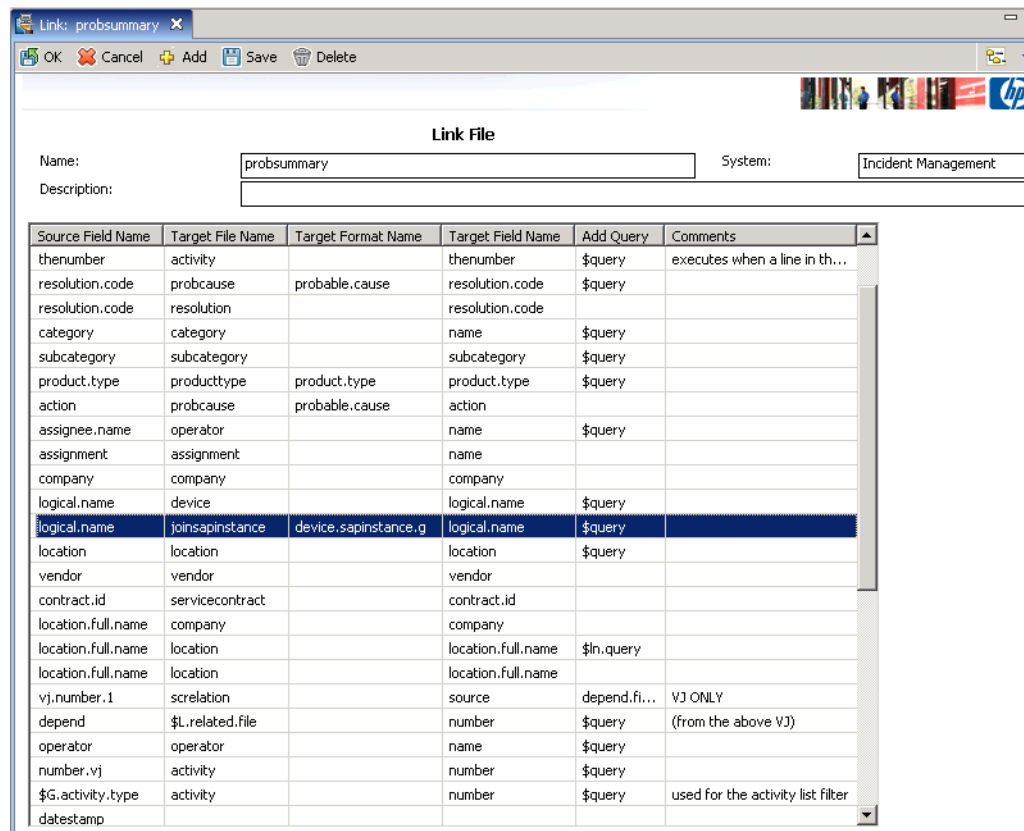 Link: probsummary
OK Cancel Add Save Delete
hp
Link File
Name: probsummary System: Incident Management
Description:
Source Field Name Target File Name Target Format Name Target Field Name Add Query Comments
thenumber activity thenumber $query executes when a line in th...
resolution.code probcause probable.cause resolution.code $query
resolution.code resolution resolution.code
category category name $query
subcategory subcategory subcategory $query
product.type producttype product.type product.type $query
action probcause probable.cause action
assignee.name operator name $query
assignment assignment name
company company company
logical.name device logical.name $query
logical.name joinsapinstance device.sapinstance.g logical.name $query
location location location $query
vendor vendor vendor
contract.id servicecontract contract.id
location.full.name company company
location.full.name location location.full.name $ln.query
location.full.name location location.full.name
vj.number.1 screlation source depend.fi... VJ ONLY
depend $L.related.file number $query (from the above VJ)
operator operator name $query
number.vj activity number $query
$G.activity.type activity number $query used for the activity list filter
datestamp